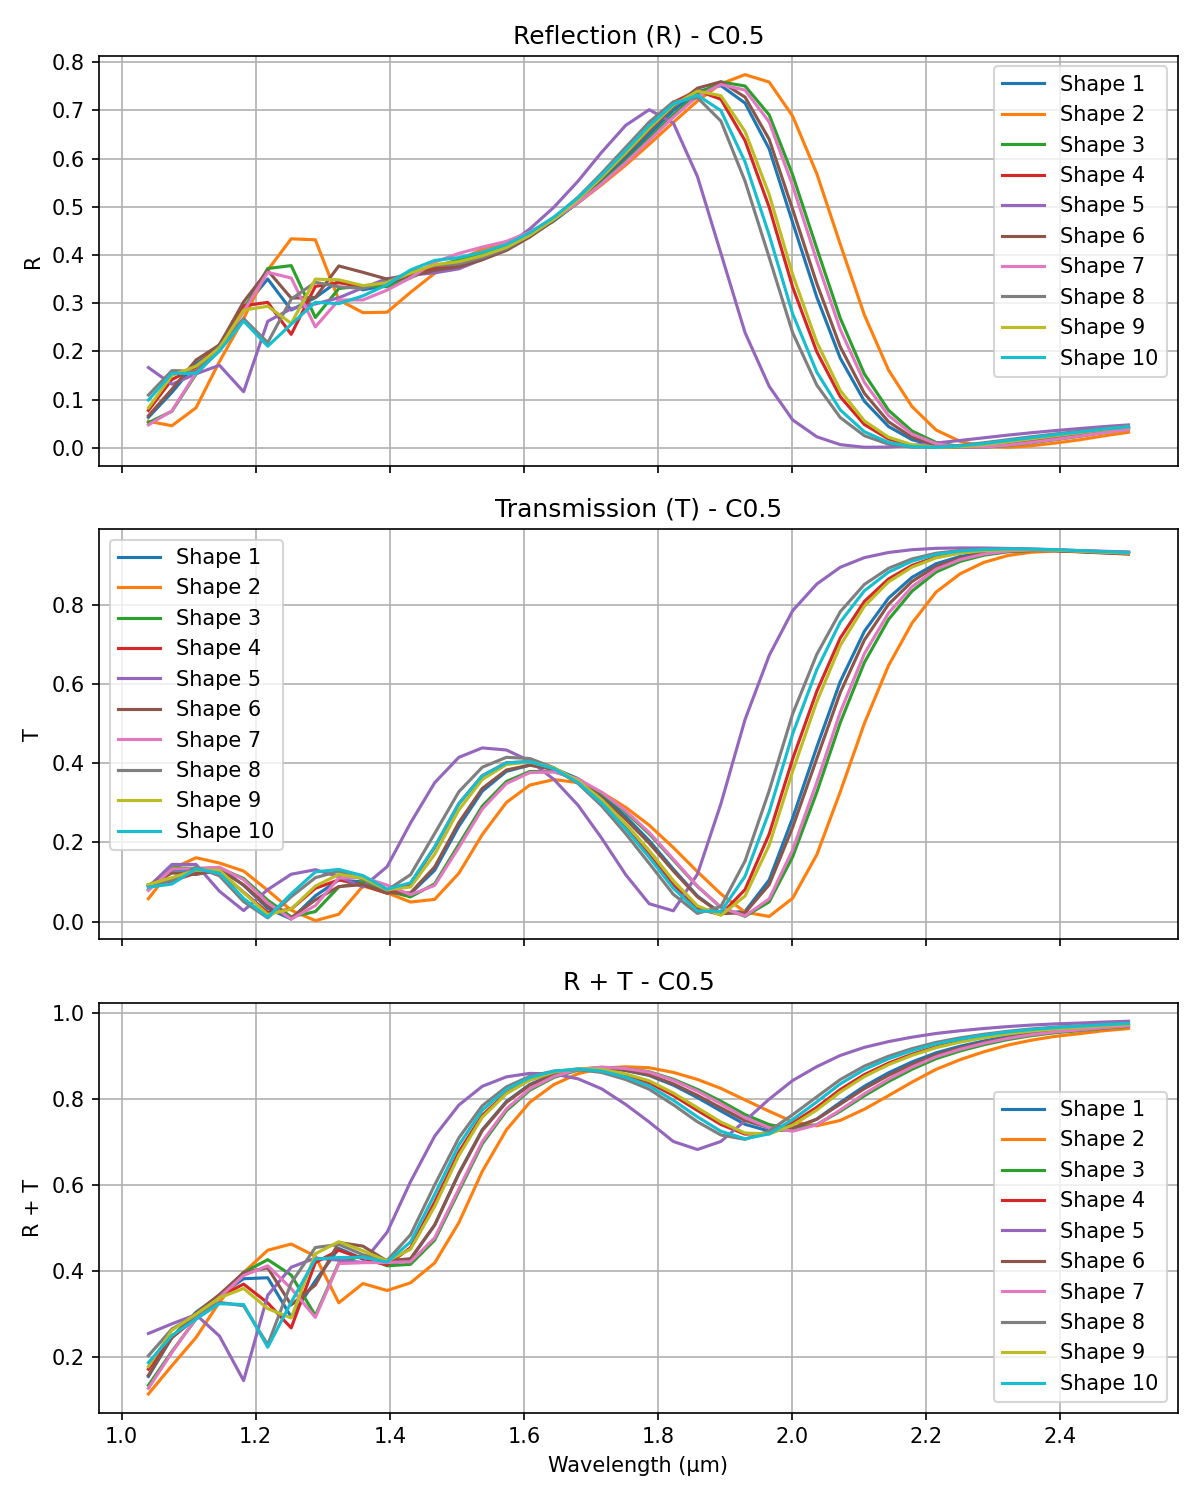 Reflection (R) - C0.5
0.8
0.7
0.6
0.5
0.4
0.3
0.2
0.1
0.0
R
Shape 1
Shape 2
Shape 3
Shape 4
Shape 5
Shape 6
Shape 7
Shape 8
Shape 9
Shape 10
Transmission (T) - C0.5
0.8
0.6
0.4
0.2
0.0
T
Shape 1
Shape 2
Shape 3
Shape 4
Shape 5
Shape 6
Shape 7
Shape 8
Shape 9
Shape 10
R + T - C0.5
1.0
0.8
0.6
0.4
0.2
R + T
Shape 1
Shape 2
Shape 3
Shape 4
Shape 5
Shape 6
Shape 7
Shape 8
Shape 9
Shape 10
1.0 1.2 1.4 1.6 1.8 2.0 2.2 2.4
Wavelength (μm)